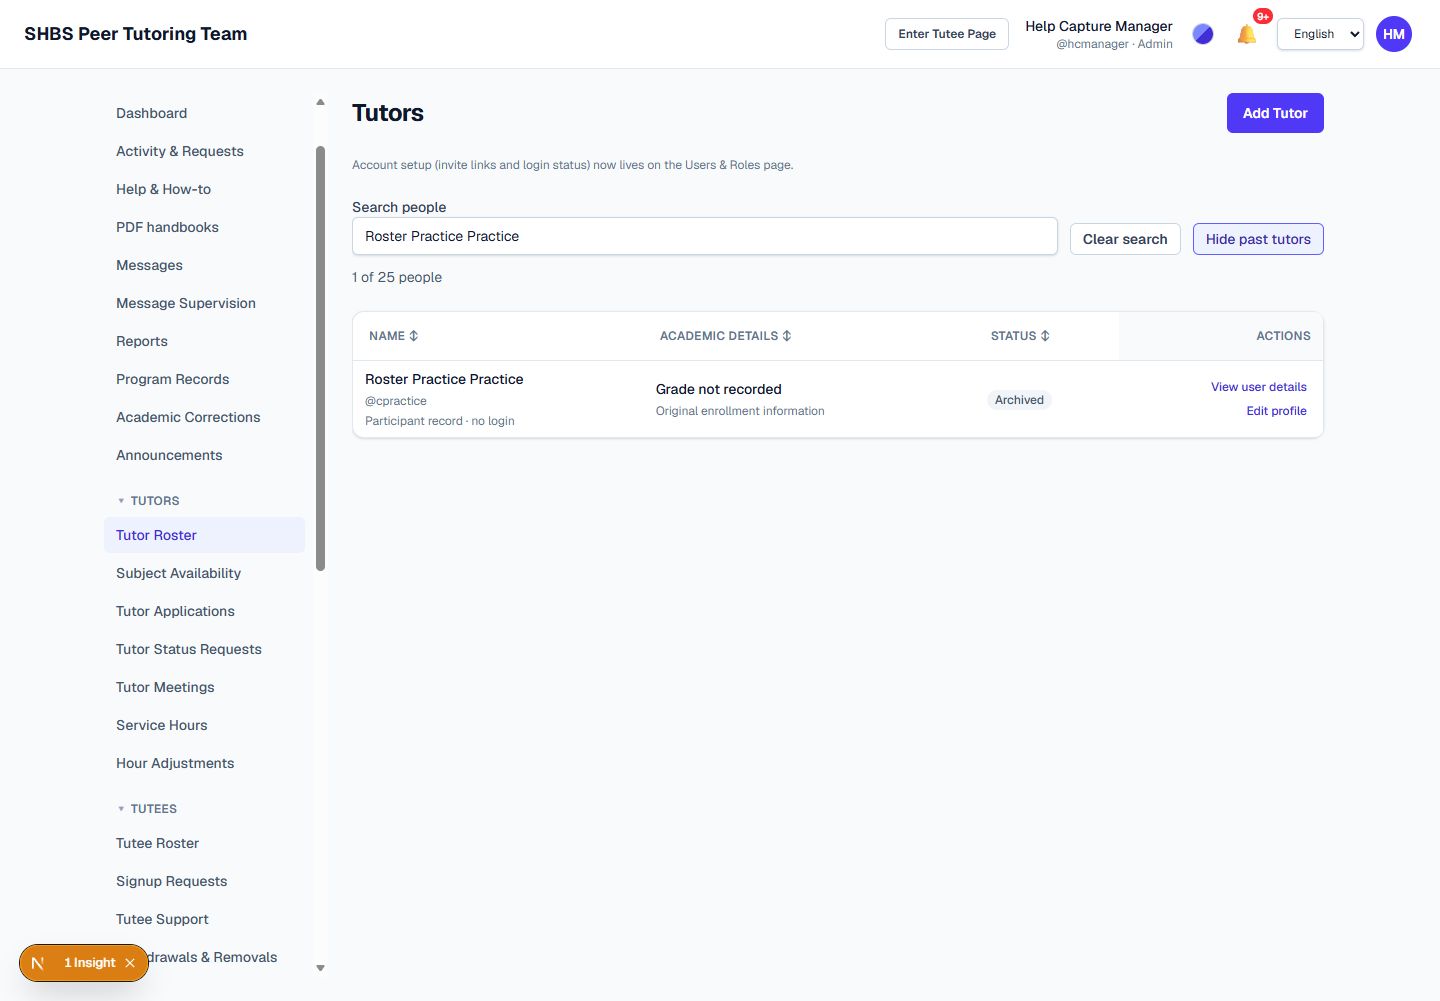 SHBS Peer Tutoring Team
Enter Tutee Page
Help Capture Manager
@hcmanager · Admin
9+
English
HM
Dashboard
Activity & Requests
Help & How-to
PDF handbooks
Messages
Message Supervision
Reports
Program Records
Academic Corrections
Announcements
TUTORS
Tutor Roster
Subject Availability
Tutor Applications
Tutor Status Requests
Tutor Meetings
Service Hours
Hour Adjustments
TUTEES
Tutee Roster
Signup Requests
Tutee Support
drawals & Removals
1 Insight
Tutors
Add Tutor
Account setup (invite links and login status) now lives on the Users & Roles page.
Search people
Roster Practice Practice
Clear search
Hide past tutors
1 of 25 people
NAME
ACADEMIC DETAILS
STATUS
ACTIONS
Roster Practice Practice
@cpractice
Participant record · no login
Grade not recorded
Original enrollment information
Archived
View user details
Edit profile